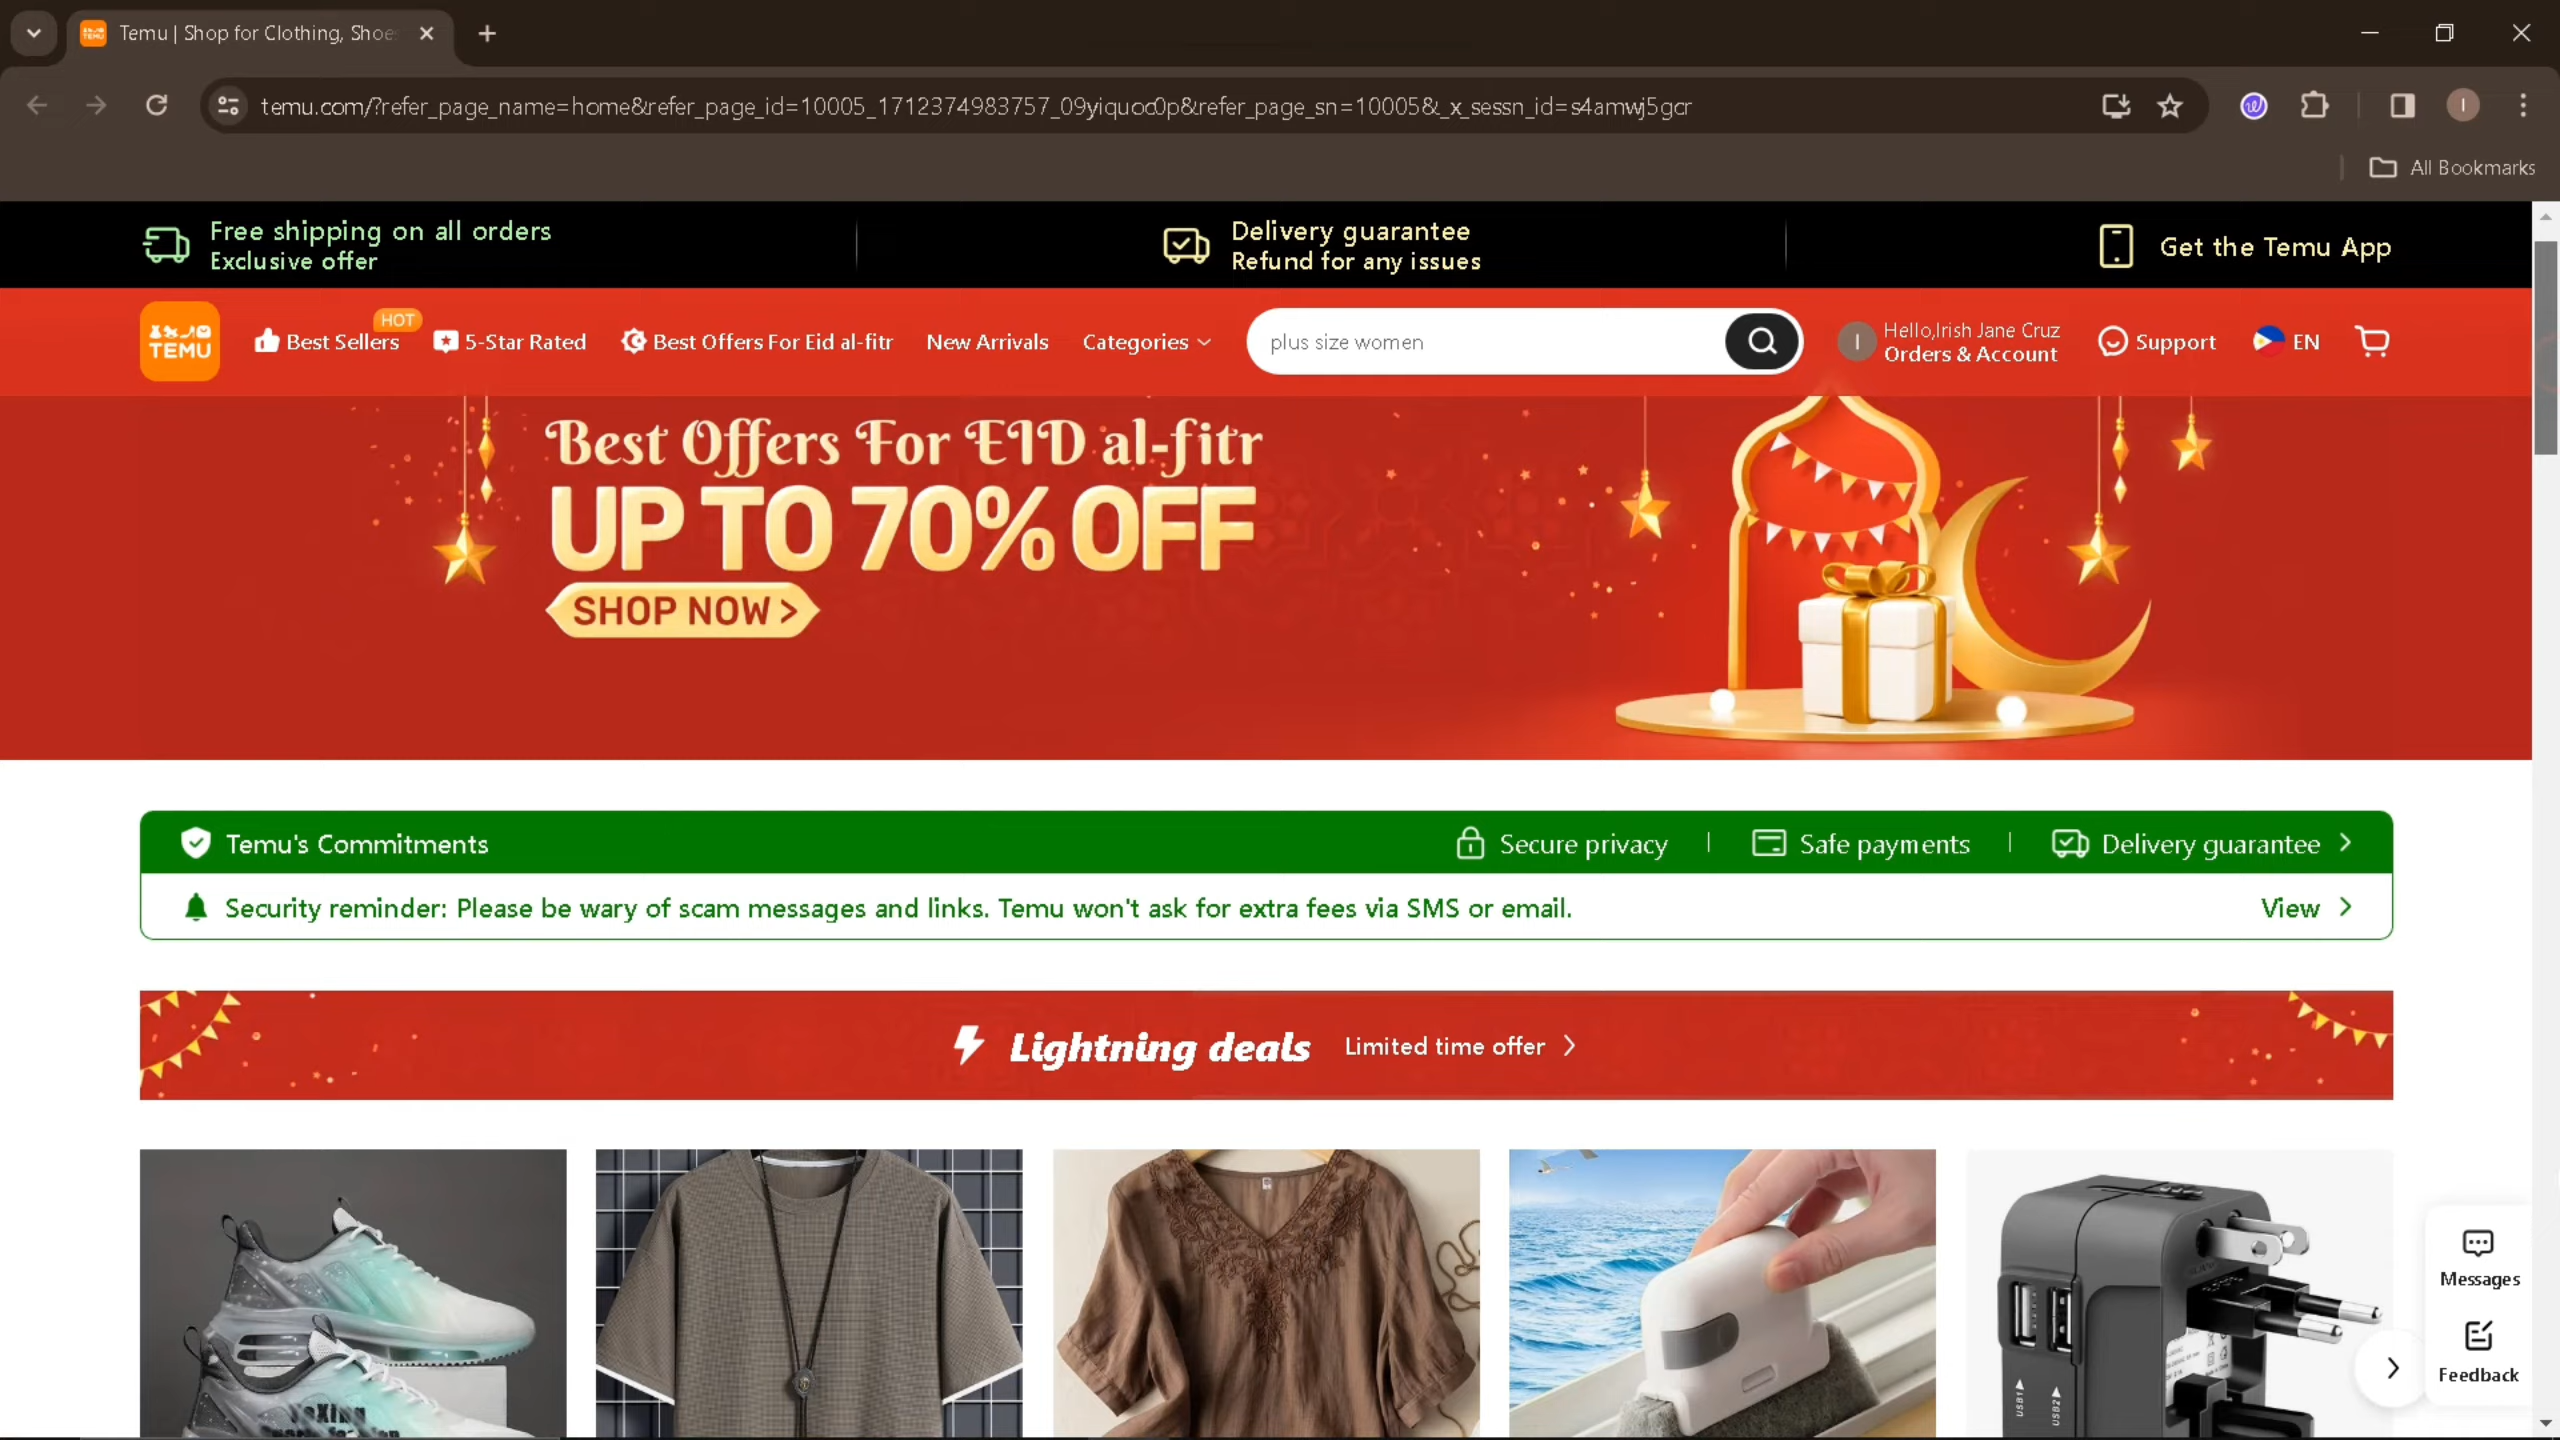 Temu | Shop for Clothing, Shoe
temu.com/?refer_page_name=home&refer_page_id=10005_1712374983757_09yiquoc0p&refer_page_sn=10005&_x_sessn_id=s4amwj5gcr
I
All Bookmarks
Free shipping on all orders
Exclusive offer
Delivery guarantee
Refund for any issues
Get the Temu App
TEMU
Best Sellers
HOT
5-Star Rated
Best Offers For Eid al-fitr
New Arrivals
Categories
plus size women
I
Hello,Irish Jane Cruz
Orders & Account
Support
EN
Best Offers For EID al-fitr
UP TO 70% OFF
SHOP NOW >
Temu's Commitments
Secure privacy
Safe payments
Delivery guarantee
Security reminder: Please be wary of scam messages and links. Temu won't ask for extra fees via SMS or email.
View
Lightning deals
Limited time offer
USB1
USB2
Messages
Feedback